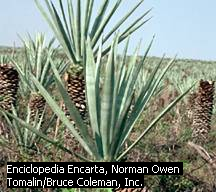 Enciclopedia Encarta, Norman Owen
Tomalin/Bruce Coleman, Inc.